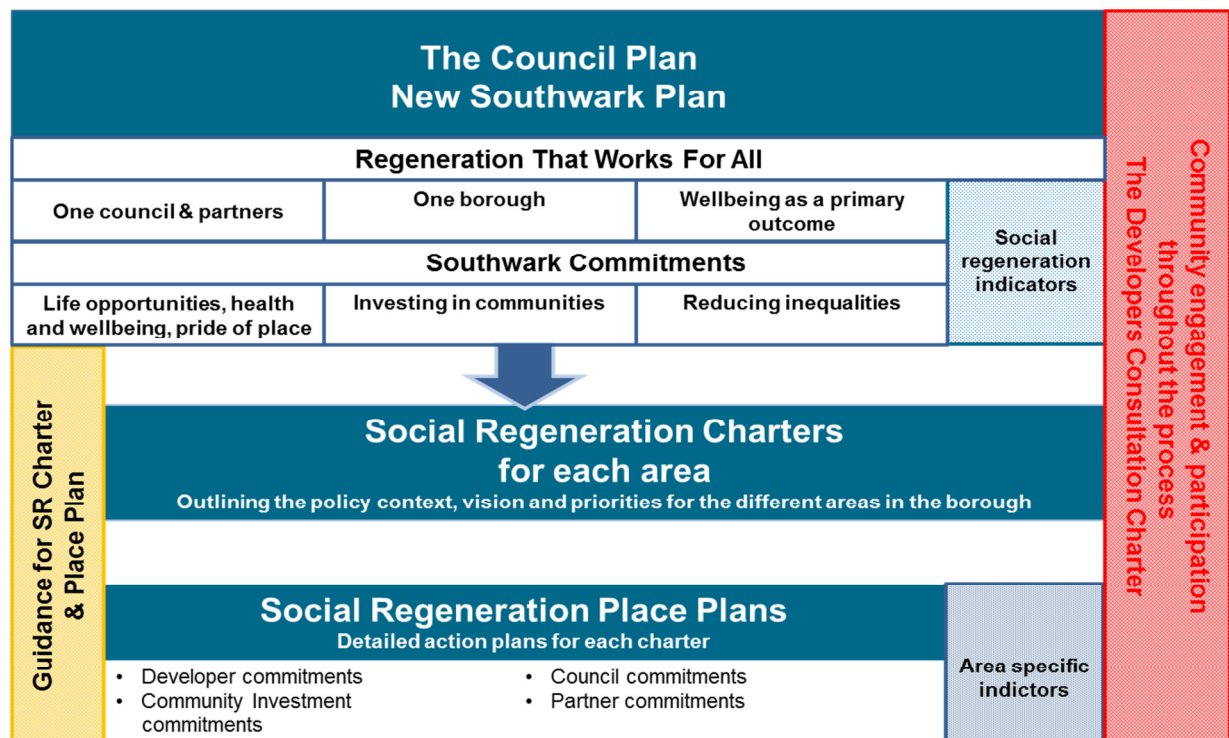 The Council Plan
New Southwark Plan
Regeneration That Works For All
One council & partners
One borough
Wellbeing as a primary
outcome
Southwark Commitments
Life opportunities, health
and wellbeing, pride of place
Investing in communities
Reducing inequalities
Social
regeneration
indicators
Community engagement & participation
throughout the process
The Developers Consultation Charter
Guidance for SR Charter
& Place Plan
Social Regeneration Charters
for each area
Outlining the policy context, vision and priorities for the different areas in the borough
Social Regeneration Place Plans
Detailed action plans for each charter
• Developer commitments
• Community Investment
commitments
• Council commitments
• Partner commitments
Area specific
indictors